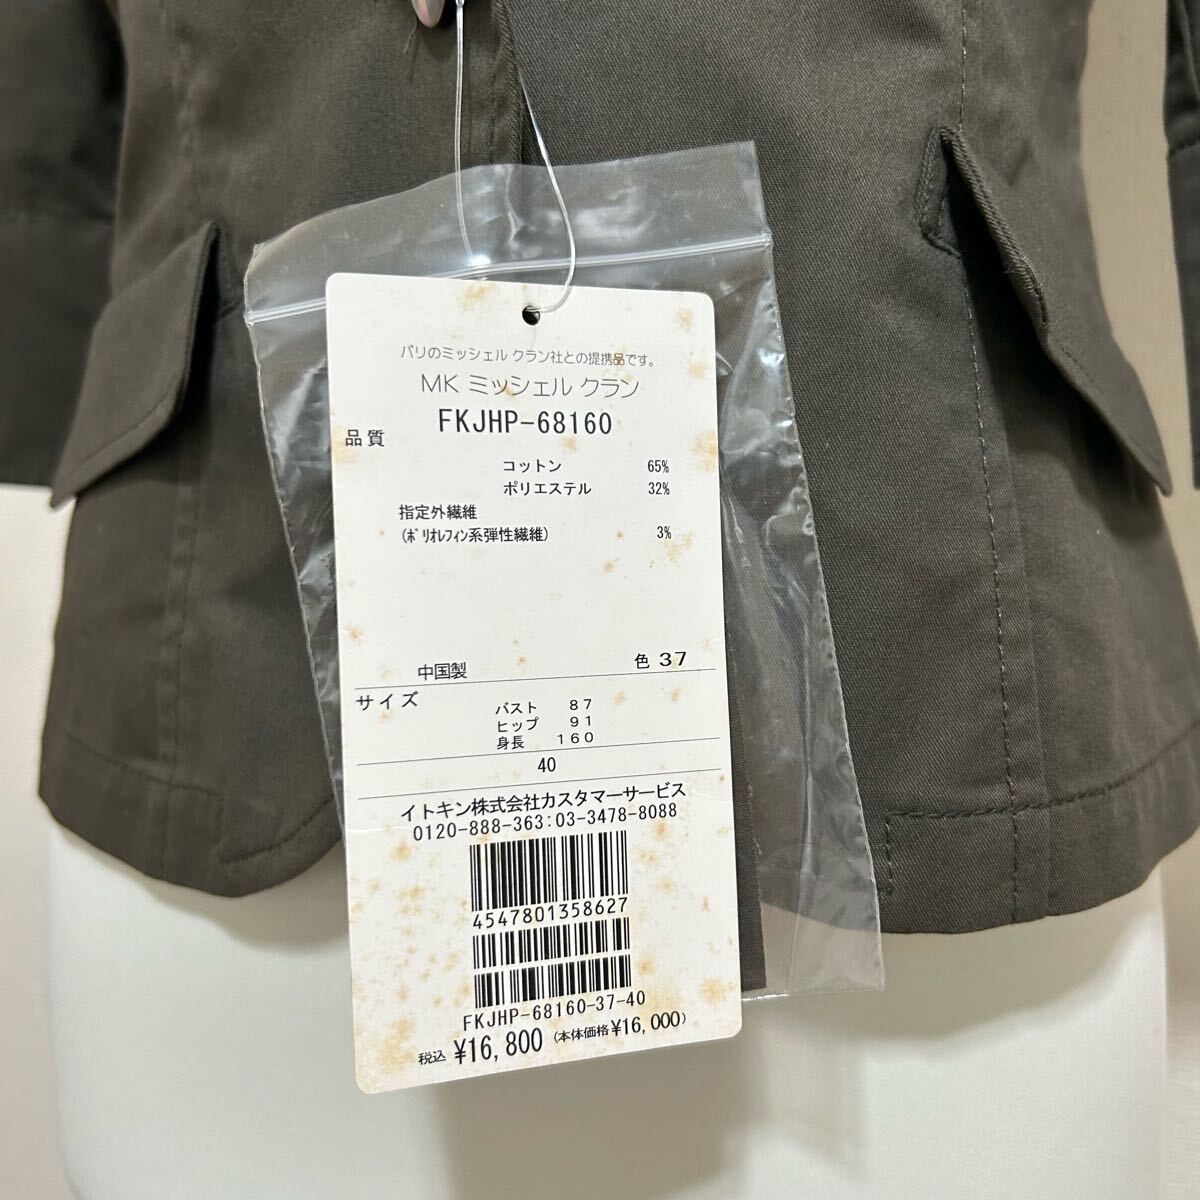 パリのミッシェル クラン社との提携品です。
MK ミッシェル クラン
FKJHP-68160
品質
コットン 65%
ポリエステル 32%
指定外繊維
(ポリオレフィン系弾性繊維) 3%
中国製 色 37
サイズ
バスト 87
ヒップ 91
身長 160
40
イトキン株式会社カスタマーサービス
0120-888-363:03-3478-8088
4547801358627
FKJHP-68160-37-40
税込 ¥16,800 (本体価格¥16,000)